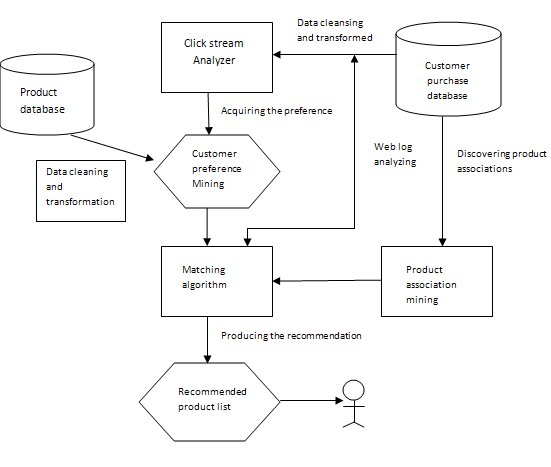 Data cleansing
and transformed
Click stream
Analyzer
Customer
purchase
database
Product
database
Acquiring the preference
Customer
preference
Mining
Web log
analyzing
Discovering product
associations
Data cleaning
and
transformation
Matching
algorithm
Product
association
mining
Producing the recommendation
Recommended
product list